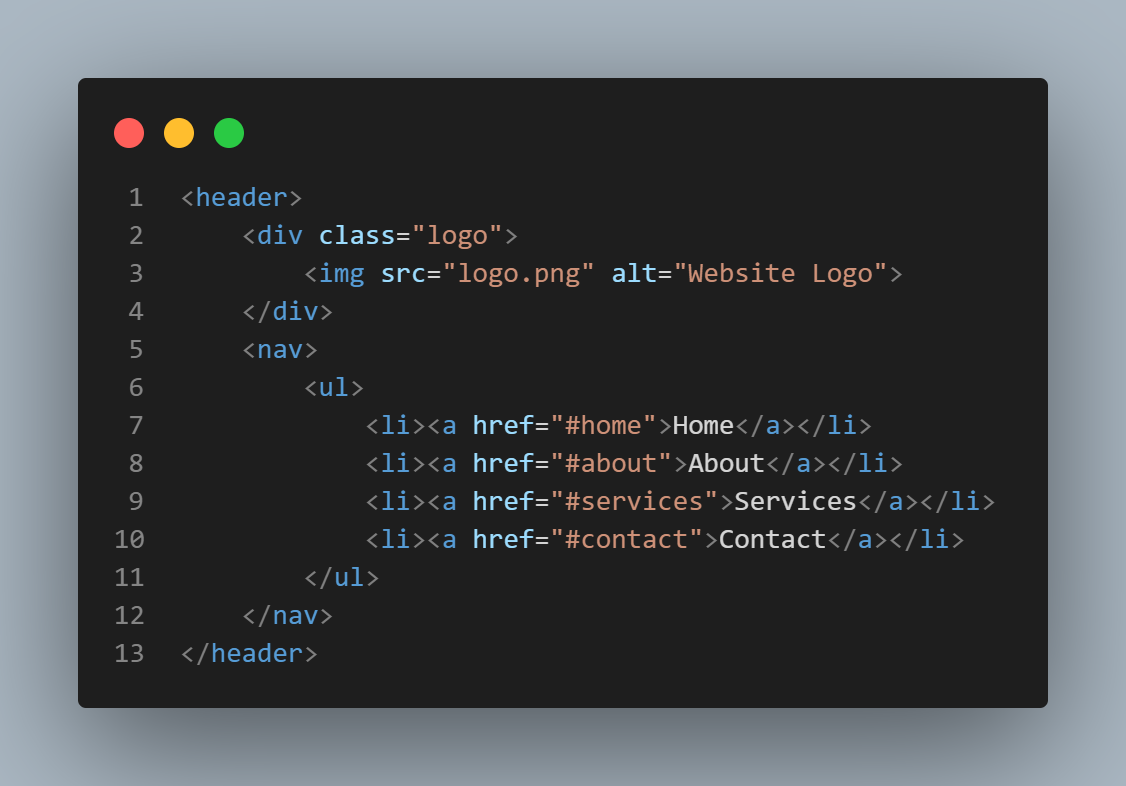 1 <header>
2     <div class="logo">
3         <img src="logo.png" alt="Website Logo">
4     </div>
5     <nav>
6         <ul>
7             <li><a href="#home">Home</a></li>
8             <li><a href="#about">About</a></li>
9             <li><a href="#services">Services</a></li>
10             <li><a href="#contact">Contact</a></li>
11         </ul>
12     </nav>
13 </header>